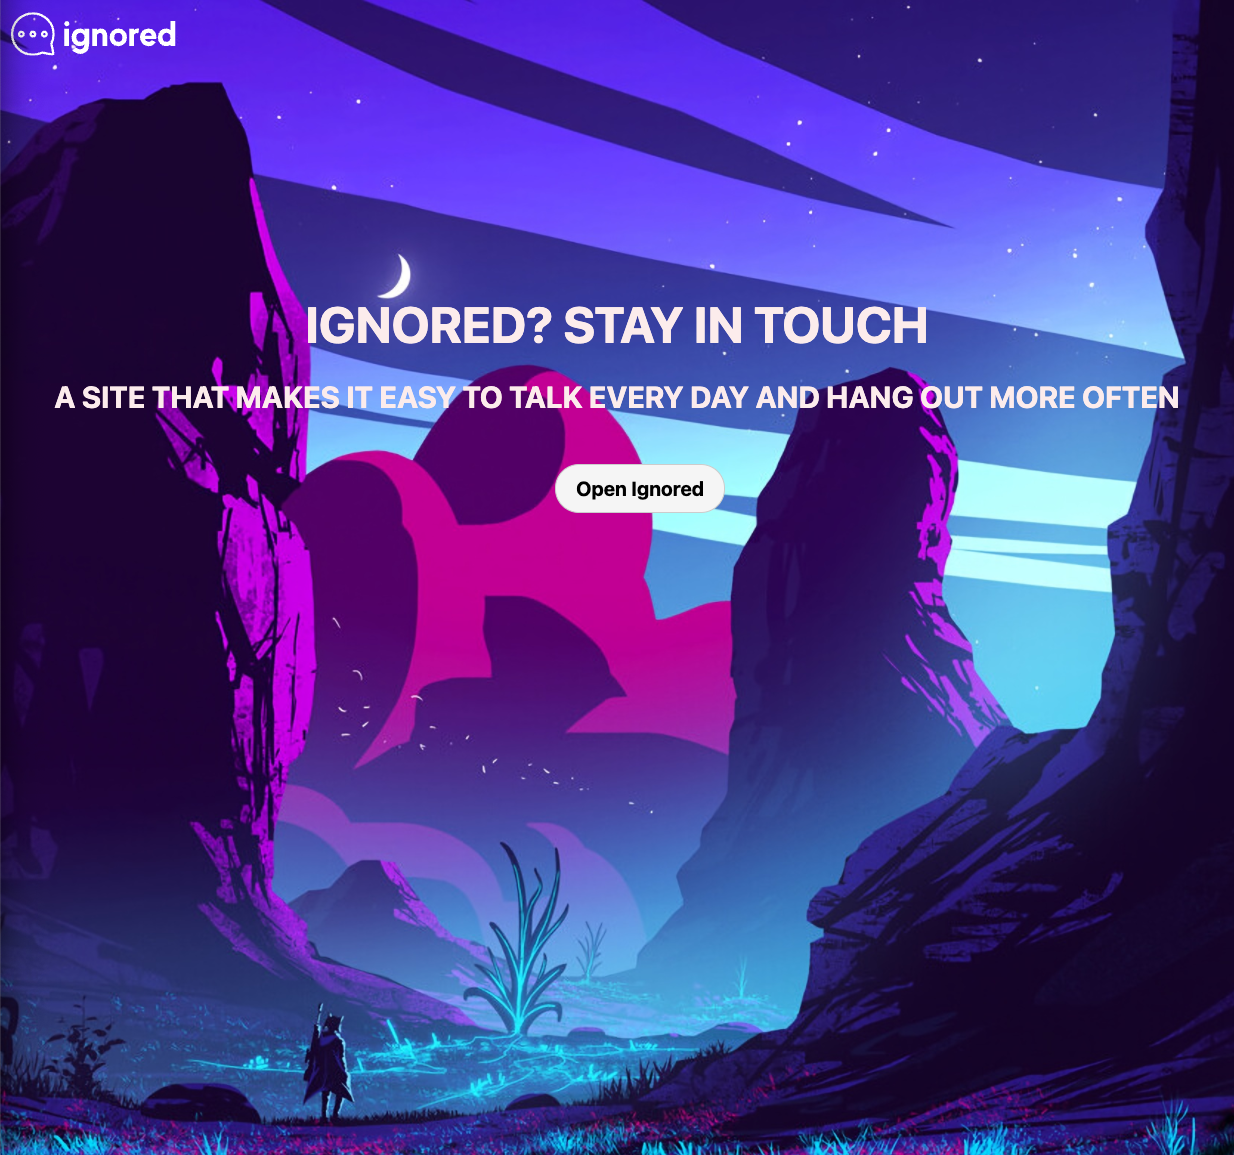 ignored
IGNORED? STAY IN TOUCH
A SITE THAT MAKES IT EASY TO TALK EVERY DAY AND HANG OUT MORE OFTEN
Open Ignored